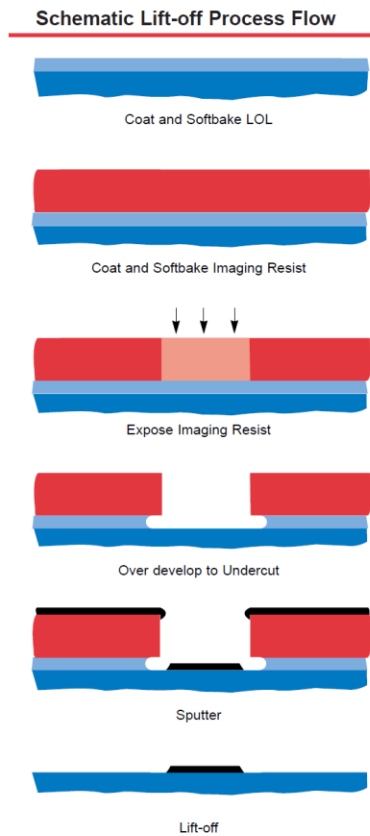 Schematic Lift-off Process Flow
Coat and Softbake LOL
Coat and Softbake Imaging Resist
Expose Imaging Resist
Over develop to Undercut
Sputter
Lift-off